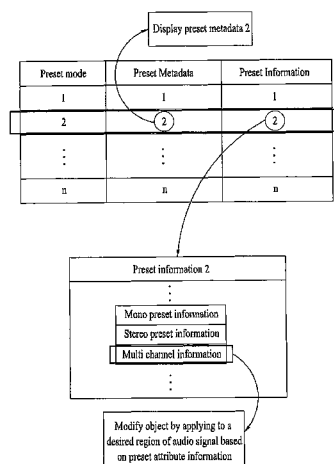 Display preset metadata 2
Preset mode Preset Metadata Preset Information
1 1 1
2 2 2
⋮ ⋮ ⋮
n n n
Preset information 2
⋮
Mono preset information
Stereo preset information
Multi channel information
⋮
Modify object by applying to a
desired region of audio signal based
on preset attribute information